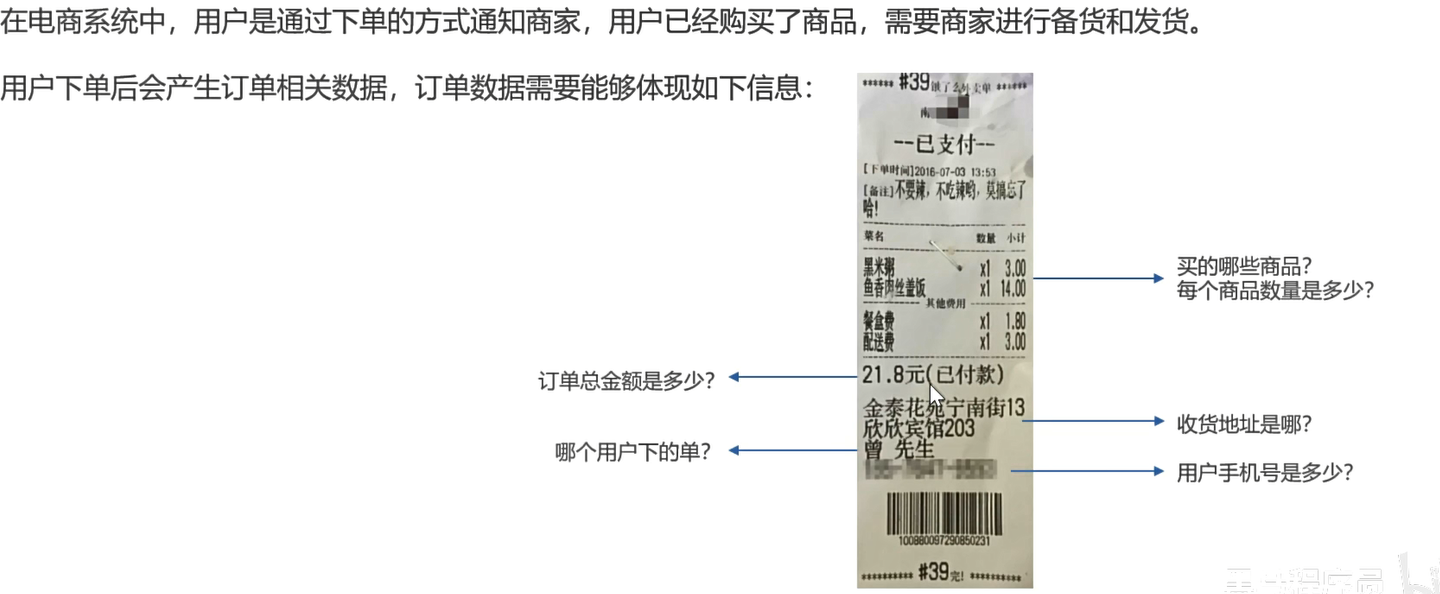 在电商系统中，用户是通过下单的方式通知商家，用户已经购买了商品，需要商家进行备货和发货。
用户下单后会产生订单相关数据，订单数据需要能够体现如下信息：
****** #39饿了么外卖单 ******
南
--已支付--
[下单时间]2016-07-03 13:53
[备注]不要辣，不吃辣哟，莫搞忘了
哈！
菜名 数量 小计
黑米粥 x1 3.00
鱼香肉丝盖饭 x1 14.00
其他费用
餐盒费 x1 1.80
配送费 x1 3.00
21.8元(已付款)
金泰花苑宁南街13
欣欣宾馆203
曾 先生
100880097290850231
********* #39完! *********
买的哪些商品？
每个商品数量是多少？
订单总金额是多少？
收货地址是哪？
哪个用户下的单？
用户手机号是多少？